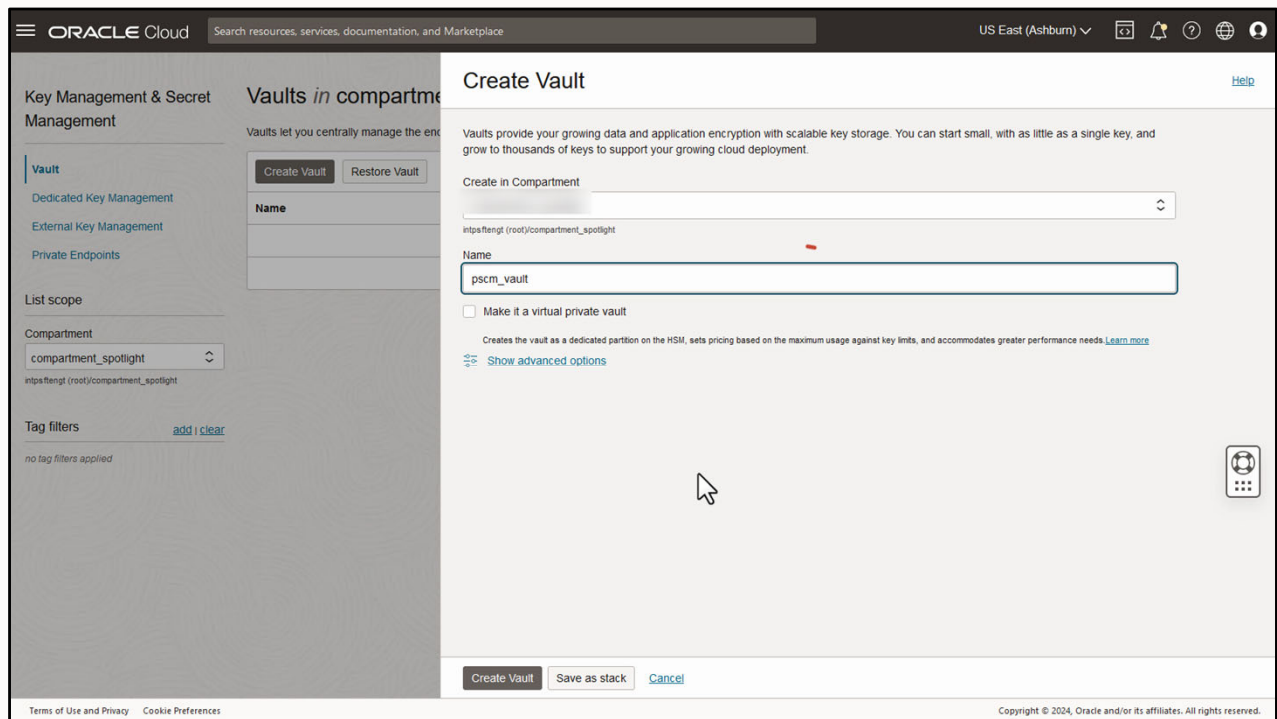 ORACLE Cloud
Search resources, services, documentation, and Marketplace
US East (Ashburn)
Key Management & Secret
Management
Vault
Dedicated Key Management
External Key Management
Private Endpoints
List scope
Compartment
compartment_spotlight
intpsftengt (root)/compartment_spotlight
Tag filters
add | clear
no tag filters applied
Vaults in compartme
Vaults let you centrally manage the enc
Create Vault
Restore Vault
Name
Create Vault
Help
Vaults provide your growing data and application encryption with scalable key storage. You can start small, with as little as a single key, and
grow to thousands of keys to support your growing cloud deployment.
Create in Compartment
intpsftengt (root)/compartment_spotlight
Name
pscm_vault
Make it a virtual private vault
Creates the vault as a dedicated partition on the HSM, sets pricing based on the maximum usage against key limits, and accommodates greater performance needs. Learn more
Show advanced options
Create Vault
Save as stack
Cancel
Terms of Use and Privacy
Cookie Preferences
Copyright © 2024, Oracle and/or its affiliates. All rights reserved.